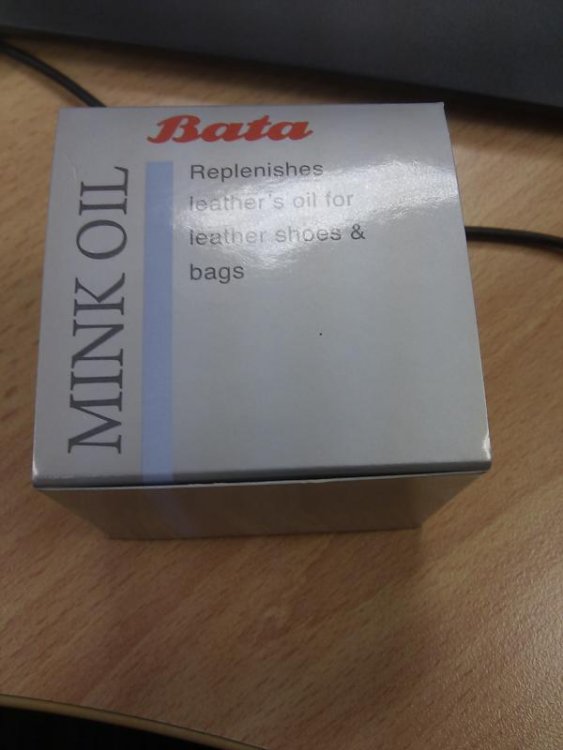 Bata
MINK OIL
Replenishes
leather's oil for
leather shoes &
bags